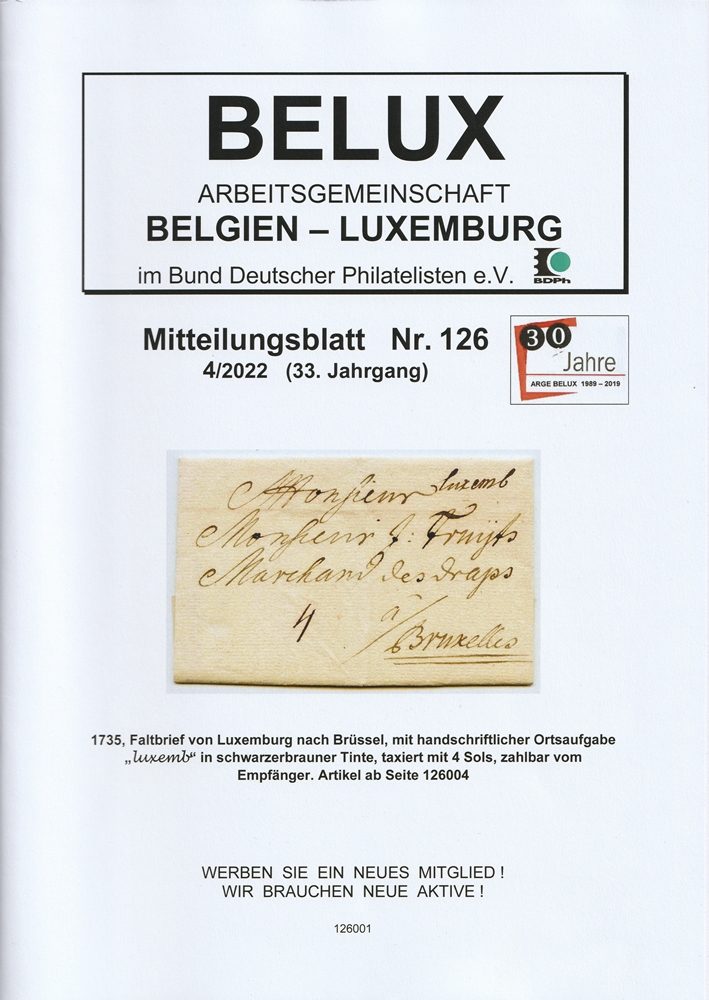 BELUX
ARBEITSGEMEINSCHAFT
BELGIEN – LUXEMBURG
im Bund Deutscher Philatelisten e.V.
BDPh
Mitteilungsblatt Nr. 126
4/2022 (33. Jahrgang)
30
Jahre
ARGE BELUX 1989 – 2019
Monsieur luxemb
Monsieur J: Truyts
Marchand des draps
4 a/
Bruxelles
1735, Faltbrief von Luxemburg nach Brüssel, mit handschriftlicher Ortsaufgabe
„luxemb“ in schwarzerbrauner Tinte, taxiert mit 4 Sols, zahlbar vom
Empfänger. Artikel ab Seite 126004
WERBEN SIE EIN NEUES MITGLIED !
WIR BRAUCHEN NEUE AKTIVE !
126001